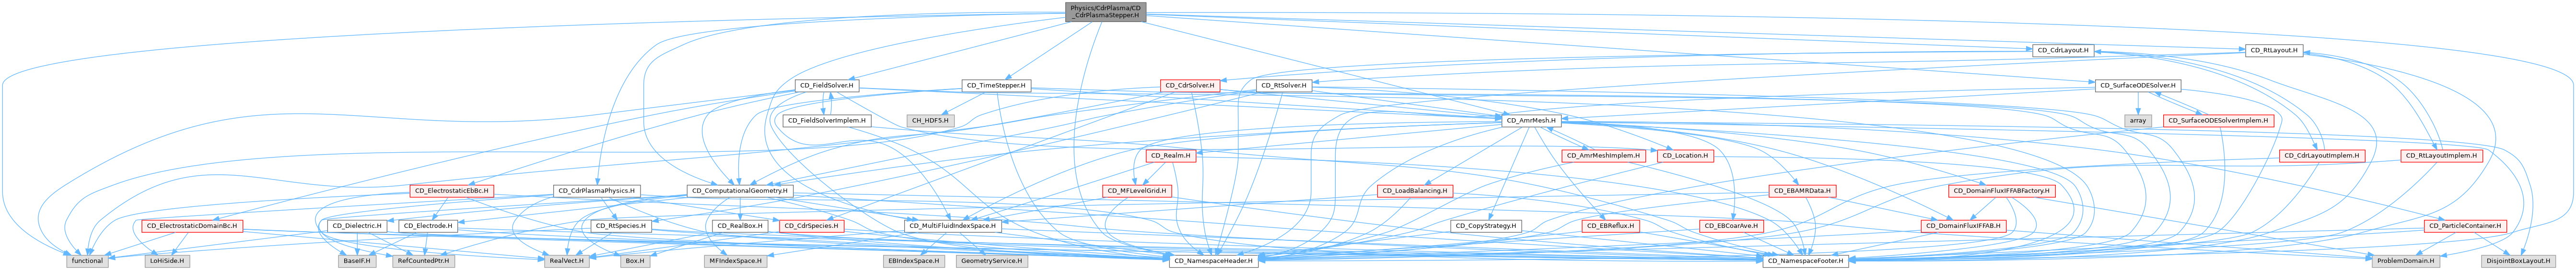 Physics/CdrPlasma/CD
_CdrPlasmaStepper.H
CD_CdrLayout.H
CD_RtLayout.H
CD_FieldSolver.H
CD_TimeStepper.H
CD_CdrSolver.H
CD_RtSolver.H
CD_SurfaceODESolver.H
CD_FieldSolverImplem.H
CH_HDF5.H
CD_AmrMesh.H
array
CD_SurfaceODESolverImplem.H
CD_Realm.H
CD_AmrMeshImplem.H
CD_Location.H
CD_CdrLayoutImplem.H
CD_RtLayoutImplem.H
CD_ElectrostaticEbBc.H
CD_CdrPlasmaPhysics.H
CD_ComputationalGeometry.H
CD_MFLevelGrid.H
CD_LoadBalancing.H
CD_EBAMRData.H
CD_DomainFluxIFFABFactory.H
CD_ElectrostaticDomainBc.H
CD_Dielectric.H
CD_Electrode.H
CD_RtSpecies.H
CD_RealBox.H
CD_CdrSpecies.H
CD_MultiFluidIndexSpace.H
CD_CopyStrategy.H
CD_EBReflux.H
CD_EBCoarAve.H
CD_DomainFluxIFFAB.H
CD_ParticleContainer.H
functional
LoHiSide.H
BaseIF.H
RefCountedPtr.H
RealVect.H
Box.H
MFIndexSpace.H
EBIndexSpace.H
GeometryService.H
CD_NamespaceHeader.H
CD_NamespaceFooter.H
ProblemDomain.H
DisjointBoxLayout.H